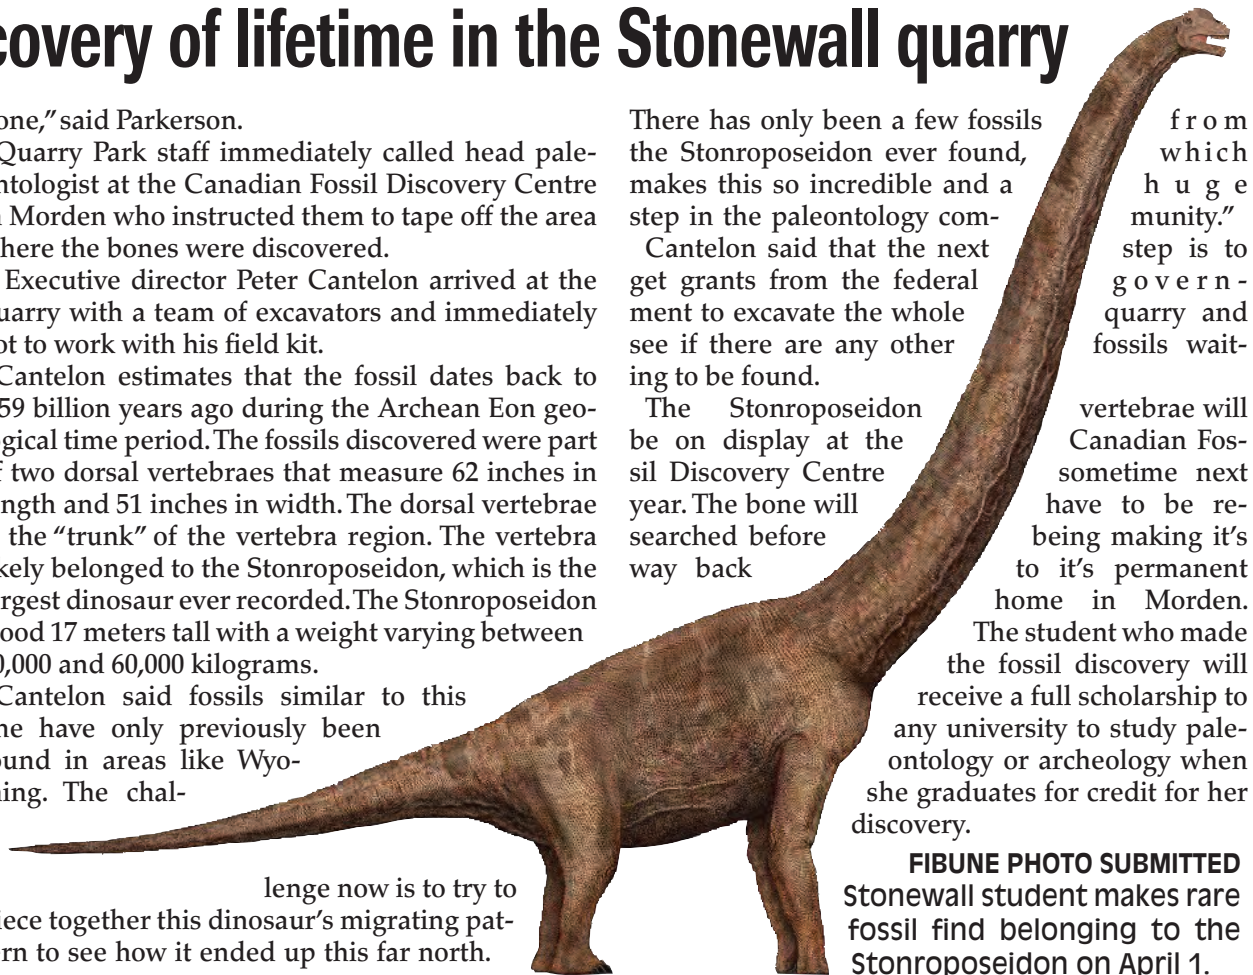 covery of lifetime in the Stonewall quarry
one," said Parkerson.
Quarry Park staff immediately called head pale-
ntologist at the Canadian Fossil Discovery Centre
n Morden who instructed them to tape off the area
here the bones were discovered.
Executive director Peter Cantelon arrived at the
uarry with a team of excavators and immediately
ot to work with his field kit.
Cantelon estimates that the fossil dates back to
59 billion years ago during the Archean Eon geo-
ogical time period. The fossils discovered were part
f two dorsal vertebraes that measure 62 inches in
ngth and 51 inches in width. The dorsal vertebrae
the "trunk" of the vertebra region. The vertebra
kely belonged to the Stonroposeidon, which is the
rgest dinosaur ever recorded. The Stonroposeidon
ood 17 meters tall with a weight varying between
0,000 and 60,000 kilograms.
Cantelon said fossils similar to this
ne have only previously been
ound in areas like Wyo-
ing. The chal-
lenge now is to try to
iece together this dinosaur's migrating pat-
ern to see how it ended up this far north.
There has only been a few fossils from
the Stonroposeidon ever found, which
makes this so incredible and a huge
step in the paleontology com- munity."
Cantelon said that the next step is to
get grants from the federal govern-
ment to excavate the whole quarry and
see if there are any other fossils wait-
ing to be found.
The Stonroposeidon vertebrae will
be on display at the Canadian Fos-
sil Discovery Centre sometime next
year. The bone will have to be re-
searched before being making it's
way back to it's permanent
home in Morden.
The student who made
the fossil discovery will
receive a full scholarship to
any university to study pale-
ontology or archeology when
she graduates for credit for her
discovery.
FIBUNE PHOTO SUBMITTED
Stonewall student makes rare
fossil find belonging to the
Stonroposeidon on April 1.